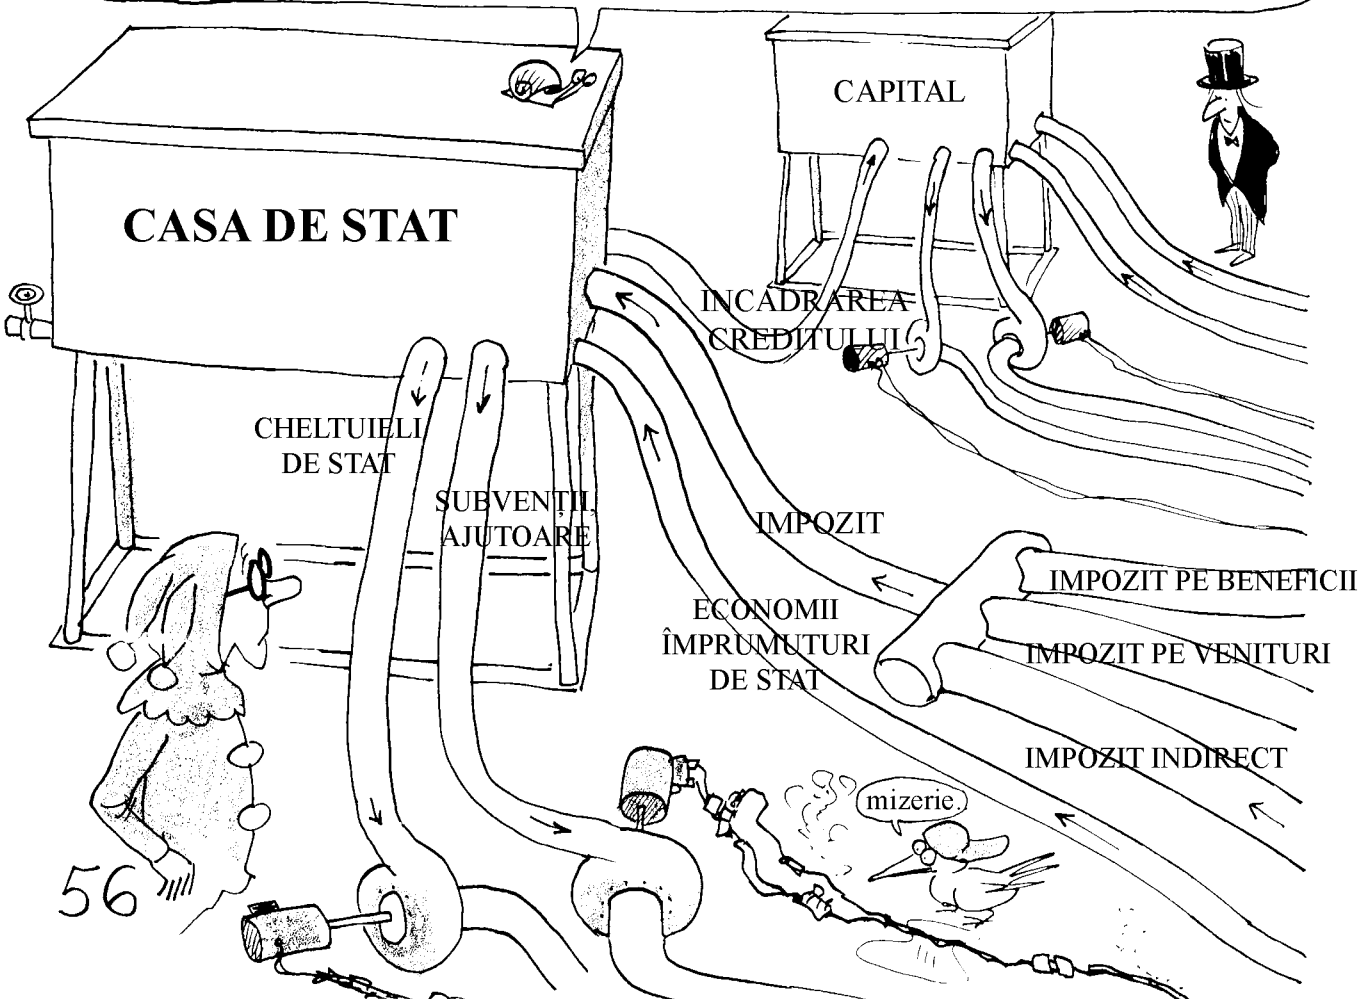 CAPITAL
CASA DE STAT
INCADRAREA
CREDITULUI
CHELTUIELI
DE STAT
SUBVENȚII,
AJUTOARE
IMPOZIT
IMPOZIT PE BENEFICII
ECONOMII
ÎMPRUMUTURI
DE STAT
IMPOZIT PE VENITURI
IMPOZIT INDIRECT
mizerie.
56